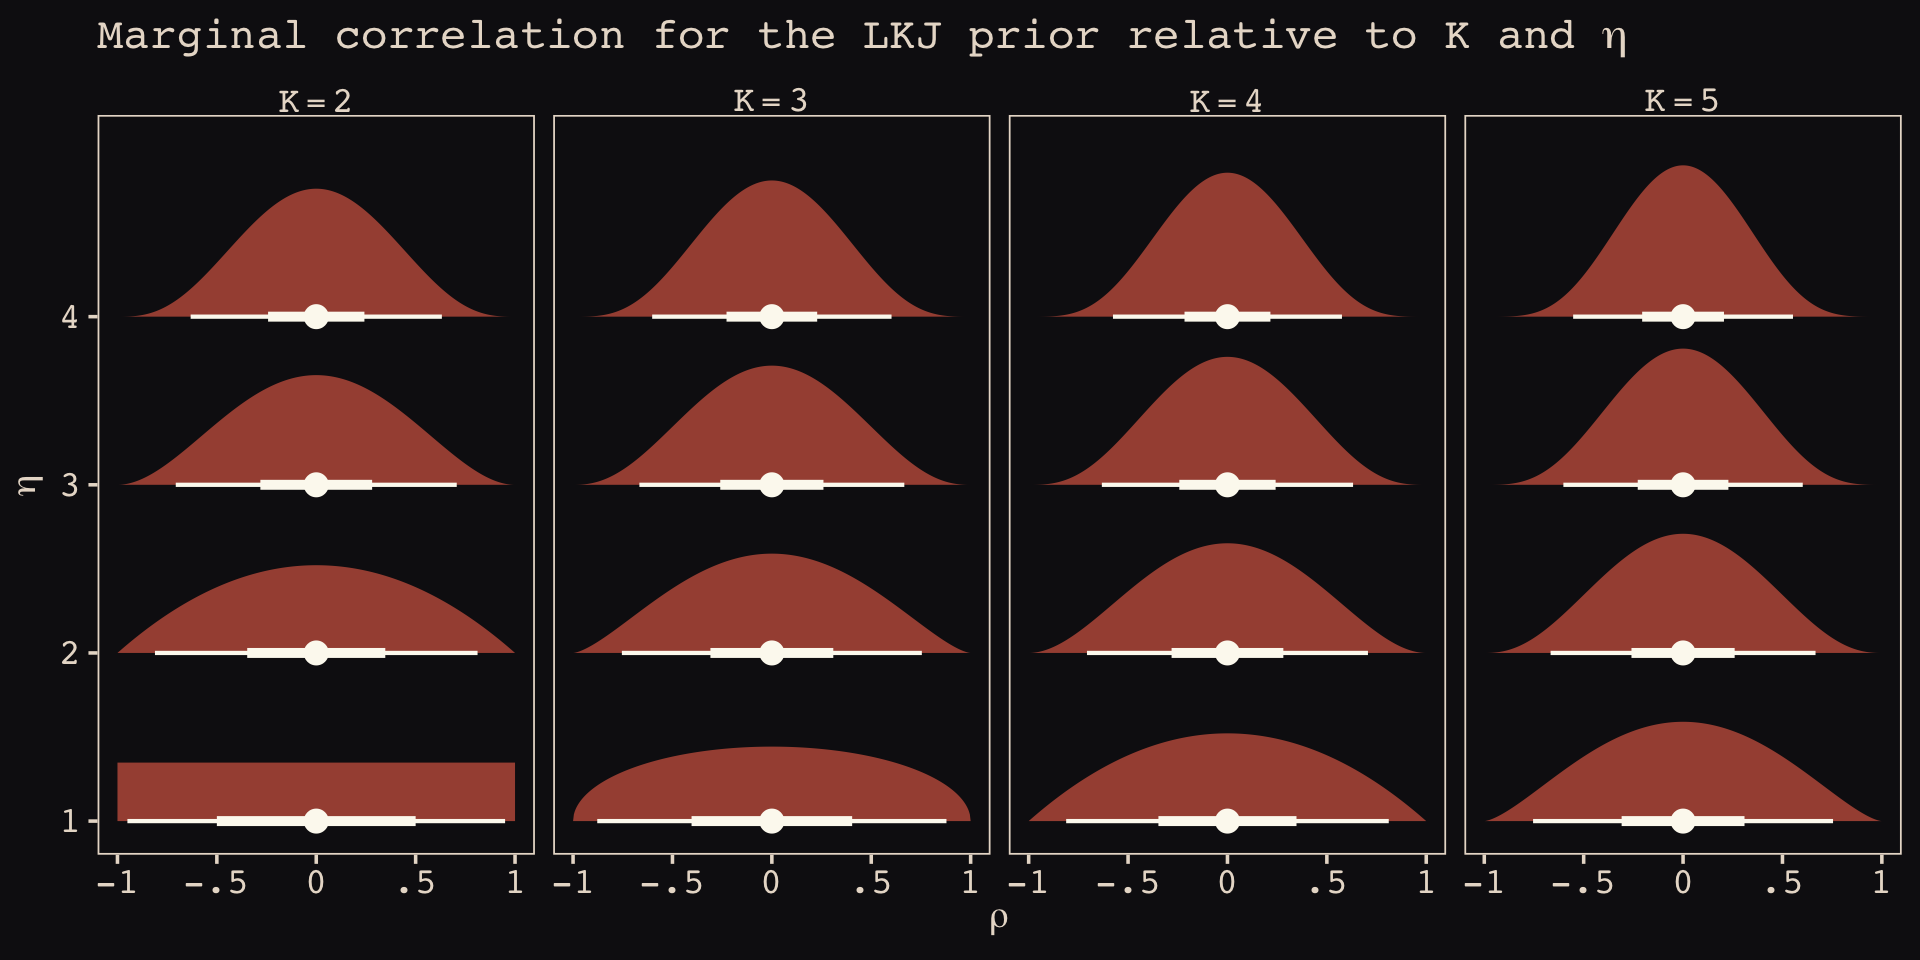 Marginal correlation for the LKJ prior relative to K and η
K = 2
K = 3
K = 4
K = 5
η
4
3
2
1
−1 −.5 0 .5 1
−1 −.5 0 .5 1
−1 −.5 0 .5 1
−1 −.5 0 .5 1
ρ